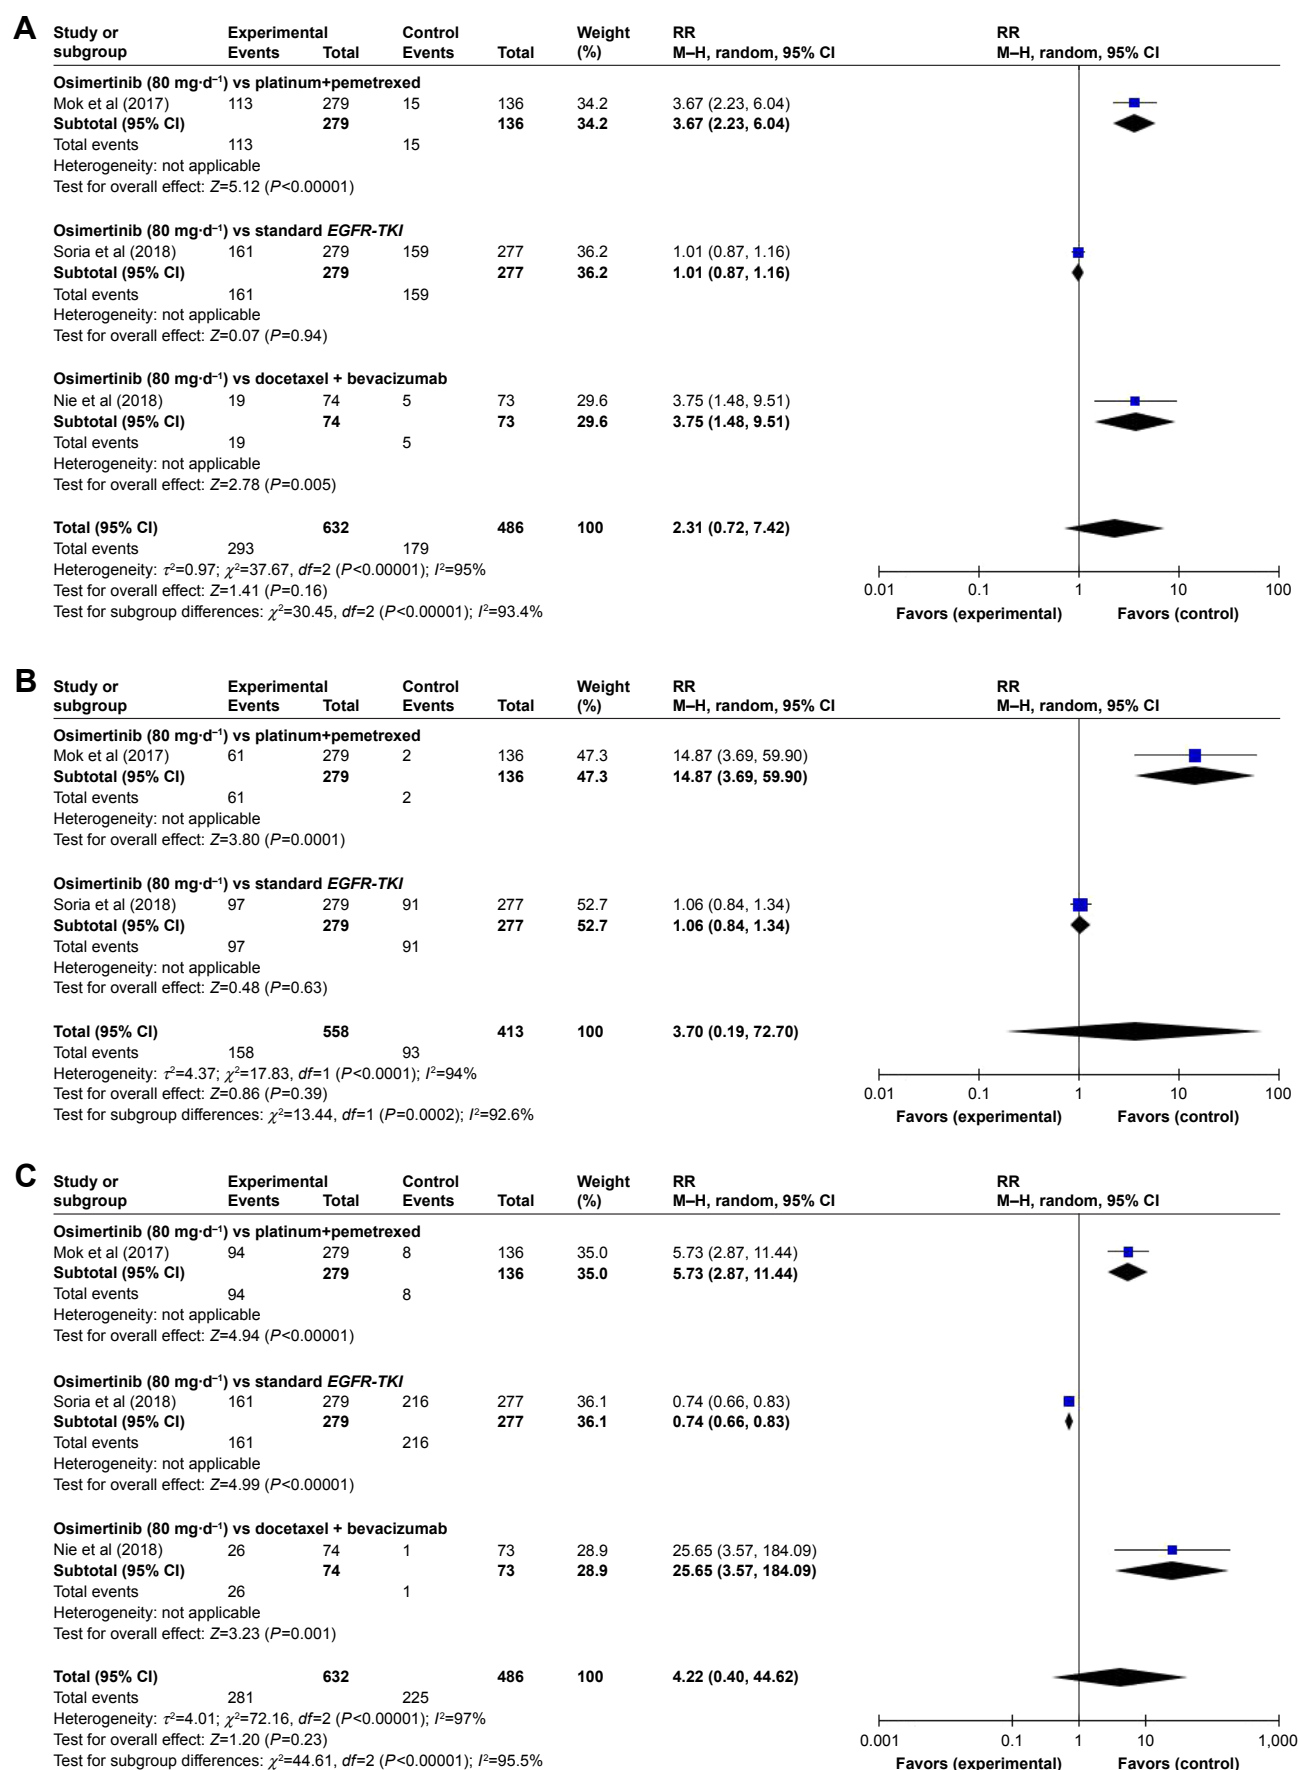 A
Study or subgroup Experimental Events Total Control Events Total Weight (%) RR M–H, random, 95% CI RR M–H, random, 95% CI
Osimertinib (80 mg·d⁻¹) vs platinum+pemetrexed
Mok et al (2017) 113 279 15 136 34.2 3.67 (2.23, 6.04)
Subtotal (95% CI) 279 136 34.2 3.67 (2.23, 6.04)
Total events 113 15
Heterogeneity: not applicable
Test for overall effect: Z=5.12 (P<0.00001)
Osimertinib (80 mg·d⁻¹) vs standard EGFR-TKI
Soria et al (2018) 161 279 159 277 36.2 1.01 (0.87, 1.16)
Subtotal (95% CI) 279 277 36.2 1.01 (0.87, 1.16)
Total events 161 159
Heterogeneity: not applicable
Test for overall effect: Z=0.07 (P=0.94)
Osimertinib (80 mg·d⁻¹) vs docetaxel + bevacizumab
Nie et al (2018) 19 74 5 73 29.6 3.75 (1.48, 9.51)
Subtotal (95% CI) 74 73 29.6 3.75 (1.48, 9.51)
Total events 19 5
Heterogeneity: not applicable
Test for overall effect: Z=2.78 (P=0.005)
Total (95% CI) 632 486 100 2.31 (0.72, 7.42)
Total events 293 179
Heterogeneity: τ²=0.97; χ²=37.67, df=2 (P<0.00001); I²=95%
Test for overall effect: Z=1.41 (P=0.16)
Test for subgroup differences: χ²=30.45, df=2 (P<0.00001); I²=93.4%
0.01 0.1 1 10 100
Favors (experimental) Favors (control)
B
Study or subgroup Experimental Events Total Control Events Total Weight (%) RR M–H, random, 95% CI RR M–H, random, 95% CI
Osimertinib (80 mg·d⁻¹) vs platinum+pemetrexed
Mok et al (2017) 61 279 2 136 47.3 14.87 (3.69, 59.90)
Subtotal (95% CI) 279 136 47.3 14.87 (3.69, 59.90)
Total events 61 2
Heterogeneity: not applicable
Test for overall effect: Z=3.80 (P=0.0001)
Osimertinib (80 mg·d⁻¹) vs standard EGFR-TKI
Soria et al (2018) 97 279 91 277 52.7 1.06 (0.84, 1.34)
Subtotal (95% CI) 279 277 52.7 1.06 (0.84, 1.34)
Total events 97 91
Heterogeneity: not applicable
Test for overall effect: Z=0.48 (P=0.63)
Total (95% CI) 558 413 100 3.70 (0.19, 72.70)
Total events 158 93
Heterogeneity: τ²=4.37; χ²=17.83, df=1 (P<0.0001); I²=94%
Test for overall effect: Z=0.86 (P=0.39)
Test for subgroup differences: χ²=13.44, df=1 (P=0.0002); I²=92.6%
0.01 0.1 1 10 100
Favors (experimental) Favors (control)
C
Study or subgroup Experimental Events Total Control Events Total Weight (%) RR M–H, random, 95% CI RR M–H, random, 95% CI
Osimertinib (80 mg·d⁻¹) vs platinum+pemetrexed
Mok et al (2017) 94 279 8 136 35.0 5.73 (2.87, 11.44)
Subtotal (95% CI) 279 136 35.0 5.73 (2.87, 11.44)
Total events 94 8
Heterogeneity: not applicable
Test for overall effect: Z=4.94 (P<0.00001)
Osimertinib (80 mg·d⁻¹) vs standard EGFR-TKI
Soria et al (2018) 161 279 216 277 36.1 0.74 (0.66, 0.83)
Subtotal (95% CI) 279 277 36.1 0.74 (0.66, 0.83)
Total events 161 216
Heterogeneity: not applicable
Test for overall effect: Z=4.99 (P<0.00001)
Osimertinib (80 mg·d⁻¹) vs docetaxel + bevacizumab
Nie et al (2018) 26 74 1 73 28.9 25.65 (3.57, 184.09)
Subtotal (95% CI) 74 73 28.9 25.65 (3.57, 184.09)
Total events 26 1
Heterogeneity: not applicable
Test for overall effect: Z=3.23 (P=0.001)
Total (95% CI) 632 486 100 4.22 (0.40, 44.62)
Total events 281 225
Heterogeneity: τ²=4.01; χ²=72.16, df=2 (P<0.00001); I²=97%
Test for overall effect: Z=1.20 (P=0.23)
Test for subgroup differences: χ²=44.61, df=2 (P<0.00001); I²=95.5%
0.001 0.1 1 10 1,000
Favors (experimental) Favors (control)